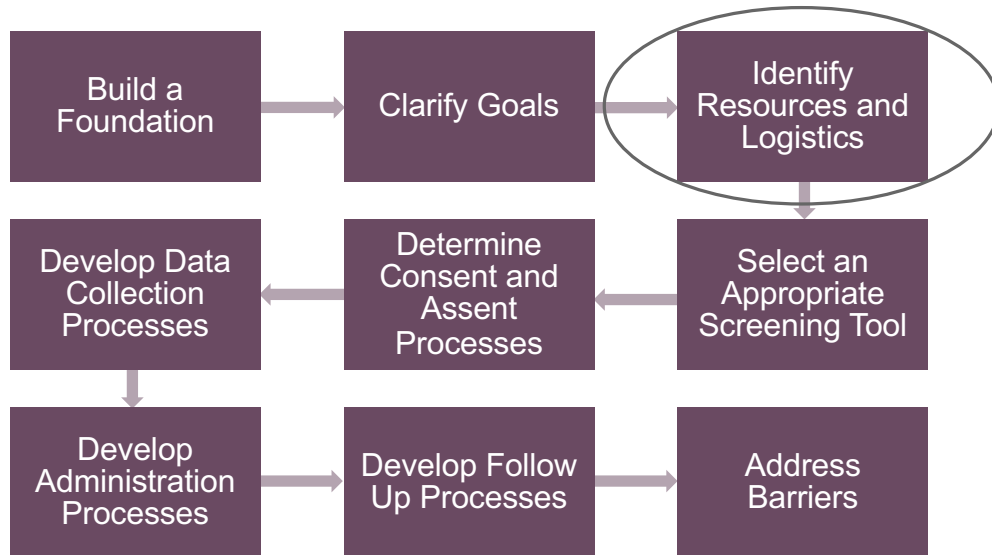 Build a
Foundation
Clarify Goals
Identify
Resources and
Logistics
Select an
Appropriate
Screening Tool
Determine
Consent and
Assent
Processes
Develop Data
Collection
Processes
Develop
Administration
Processes
Develop Follow
Up Processes
Address
Barriers